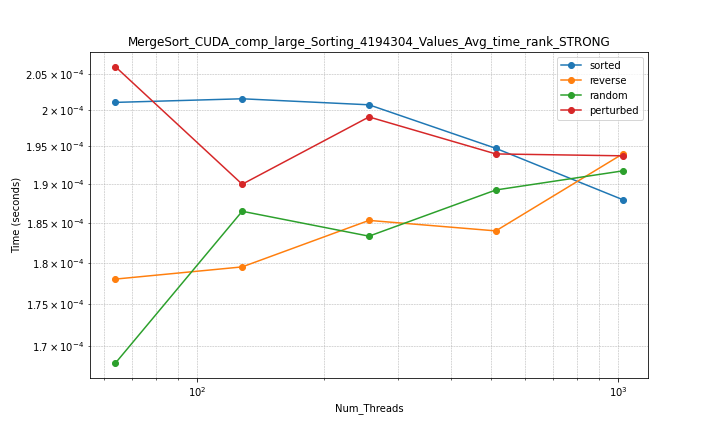 MergeSort_CUDA_comp_large_Sorting_4194304_Values_Avg_time_rank_STRONG
sorted
reverse
random
perturbed
Time (seconds)
2.05 × 10⁻⁴
2 × 10⁻⁴
1.95 × 10⁻⁴
1.9 × 10⁻⁴
1.85 × 10⁻⁴
1.8 × 10⁻⁴
1.75 × 10⁻⁴
1.7 × 10⁻⁴
10² 10³
Num_Threads